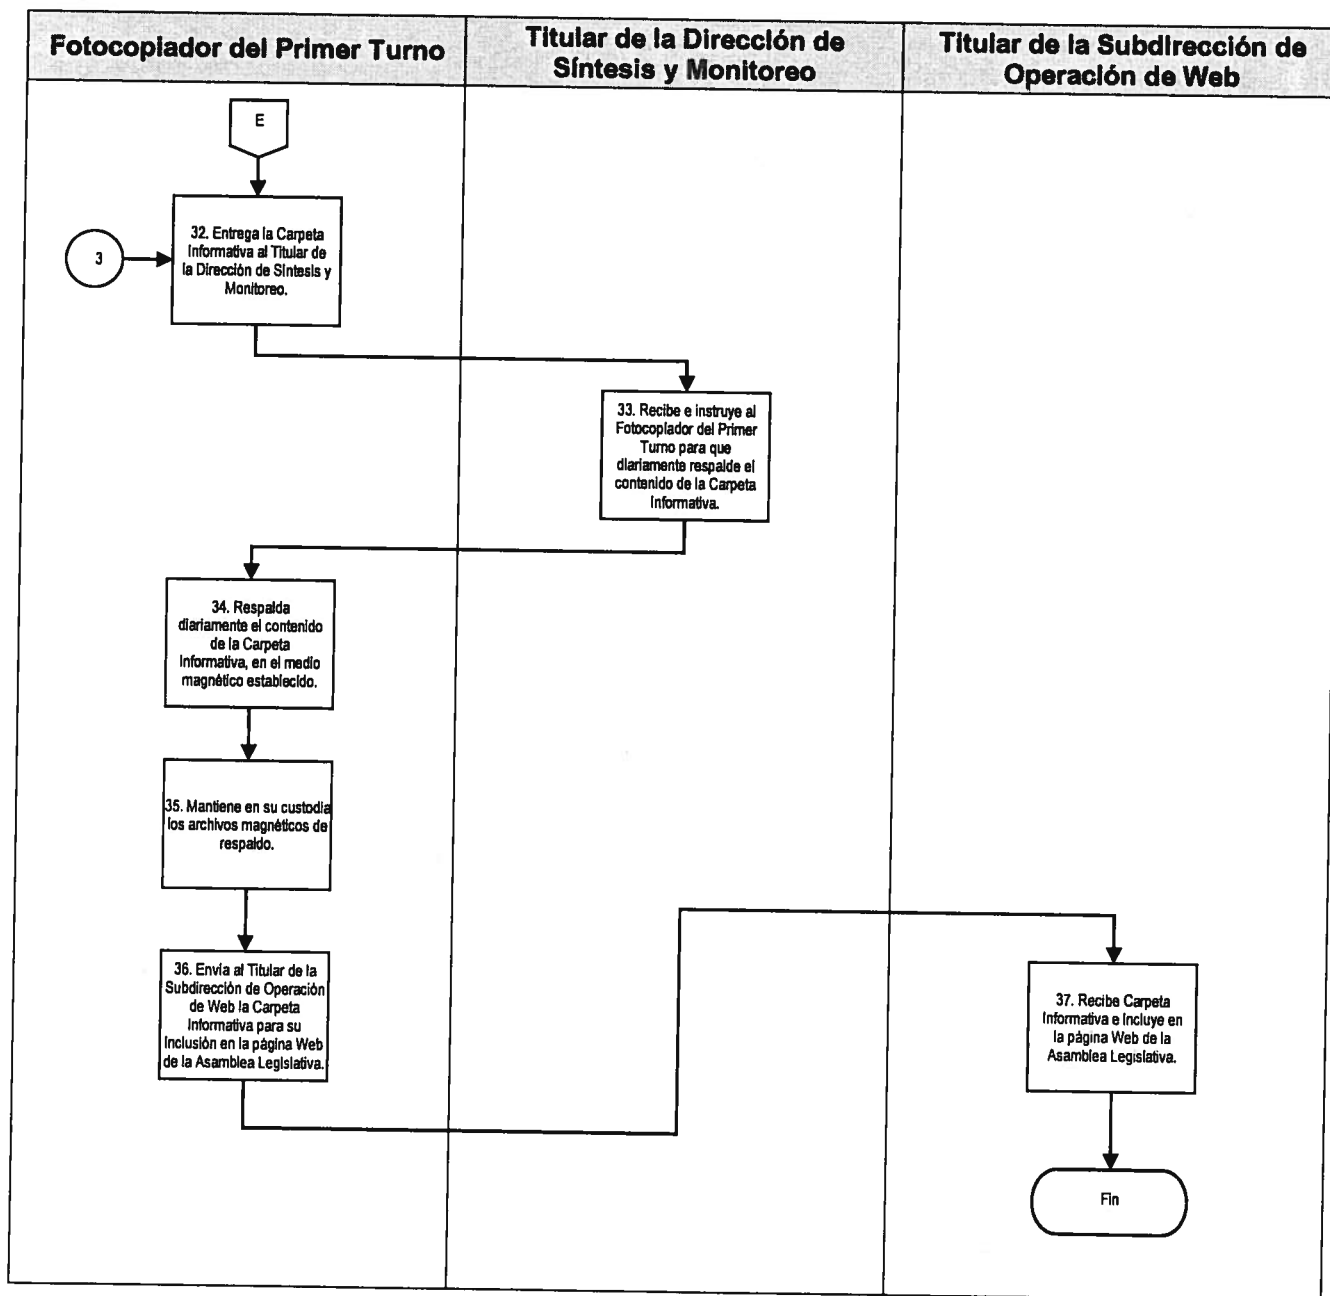 Fotocopiador del Primer Turno
Titular de la Dirección de
Síntesis y Monitoreo
Titular de la Subdirección de
Operación de Web
E
3
32. Entrega la Carpeta
Informativa al Titular de
la Dirección de Síntesis y
Monitoreo.
33. Recibe e instruye al
Fotocopiador del Primer
Turno para que
diariamente respalde el
contenido de la Carpeta
Informativa.
34. Respalda
diariamente el contenido
de la Carpeta
Informativa, en el medio
magnético establecido.
35. Mantiene en su custodia
los archivos magnéticos de
respaldo.
36. Envía al Titular de la
Subdirección de Operación
de Web la Carpeta
Informativa para su
Inclusión en la página Web
de la Asamblea Legislativa.
37. Recibe Carpeta
Informativa e Incluye en
la página Web de la
Asamblea Legislativa.
Fin